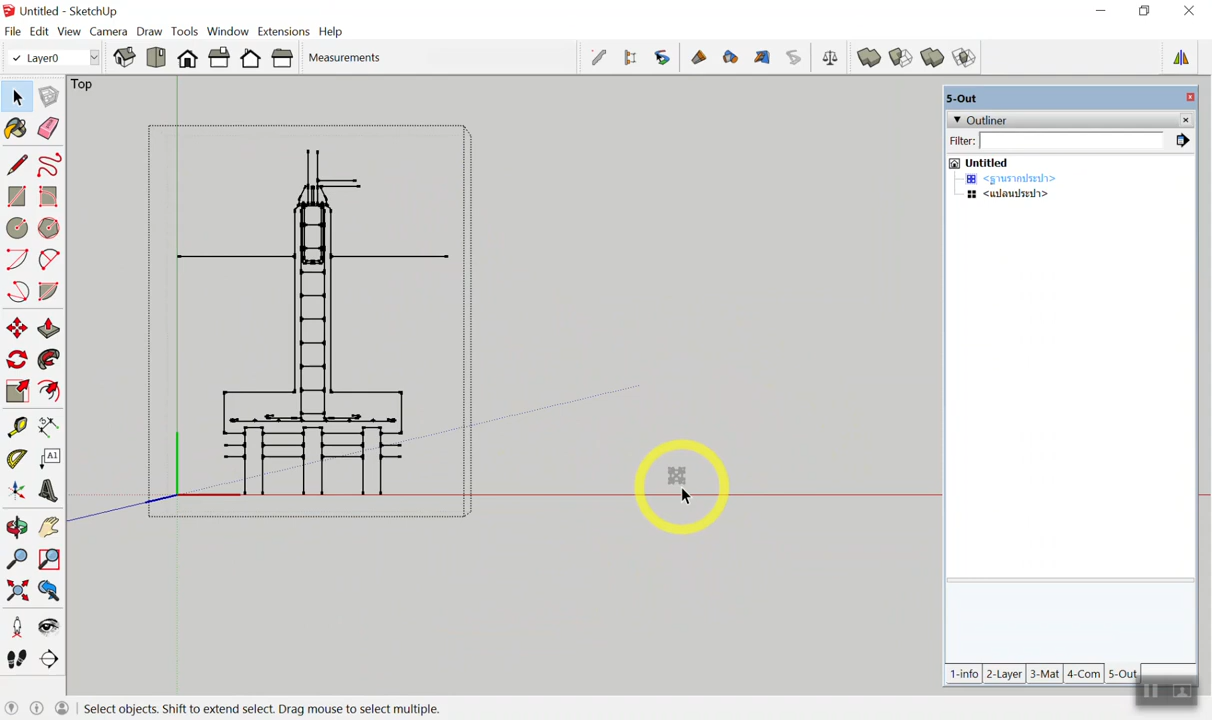 Untitled - SketchUp
File Edit View Camera Draw Tools Window Extensions Help
Layer0
Measurements
Top
A1
5-Out
Outliner
Filter:
Untitled
<ฐานรากประปา>
<แปลนประปา>
1-info 2-Layer 3-Mat 4-Com 5-Out
Select objects. Shift to extend select. Drag mouse to select multiple.